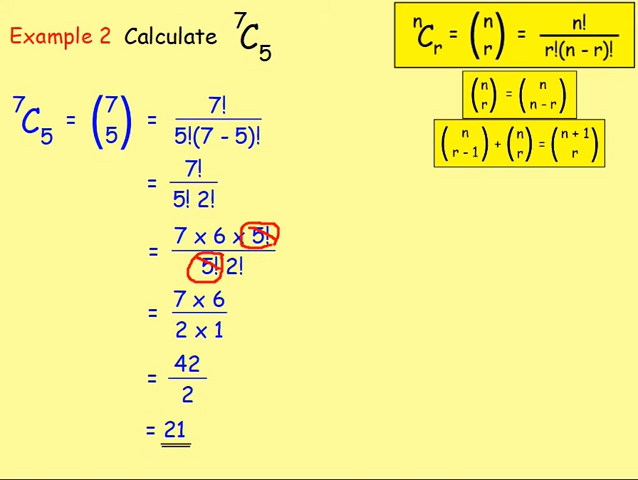 Example 2 Calculate ⁷C₅
ⁿCᵣ = (n r) = n! / r!(n - r)!
(n r) = (n n - r)
(n r - 1) + (n r) = (n + 1 r)
⁷C₅ = (7 5) = 7! / 5!(7 - 5)!
= 7! / 5! 2!
= 7 x 6 x 5! / 5! 2!
= 7 x 6 / 2 x 1
= 42 / 2
= 21